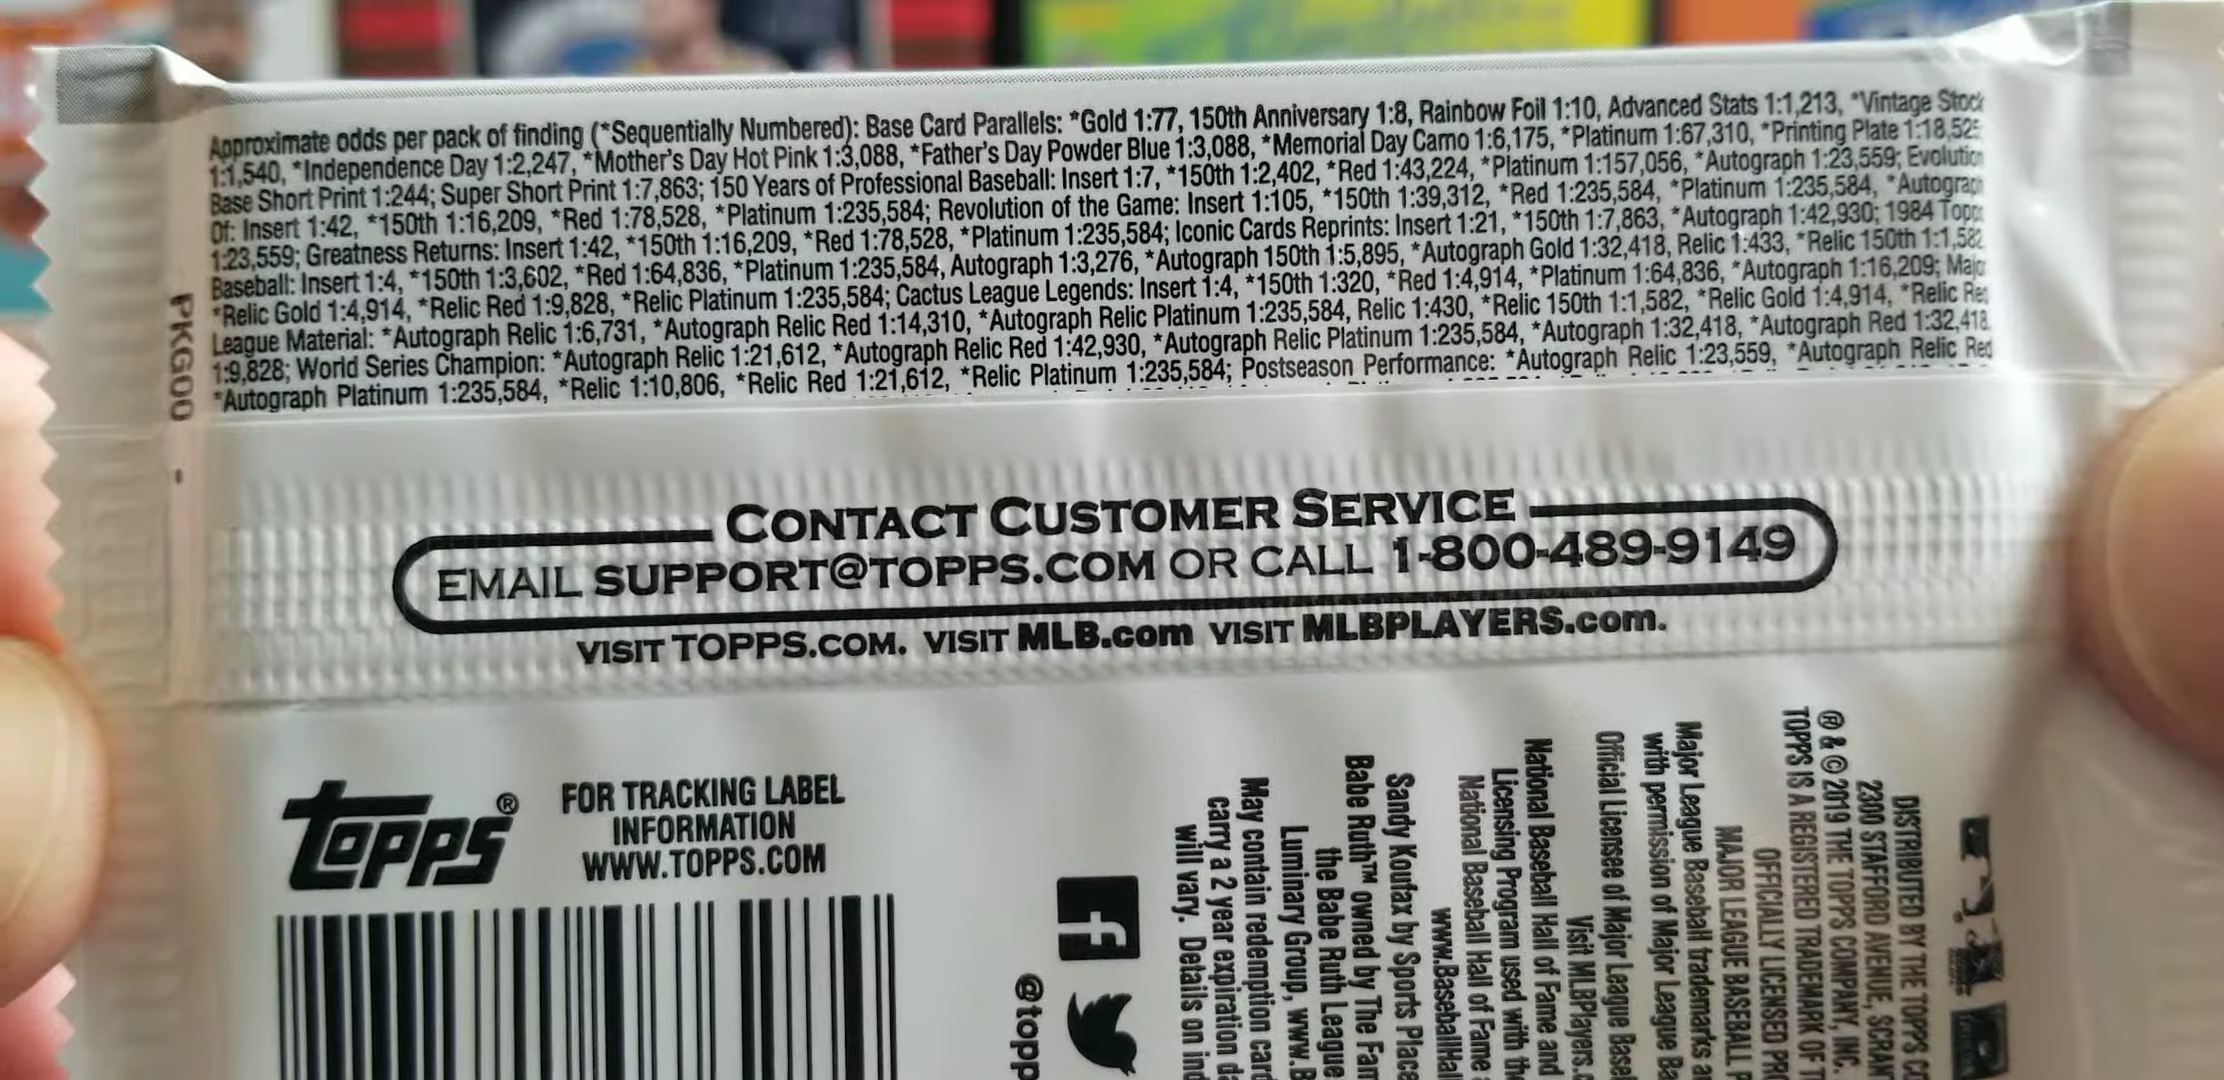 Approximate odds per pack of finding (*Sequentially Numbered): Base Card Parallels: *Gold 1:77, 150th Anniversary 1:8, Rainbow Foil 1:10, Advanced Stats 1:1,213, *Vintage Stock
1:1,540, *Independence Day 1:2,247, *Mother's Day Hot Pink 1:3,088, *Father's Day Powder Blue 1:3,088, *Memorial Day Camo 1:6,175, *Platinum 1:67,310, *Printing Plate 1:18,525
Base Short Print 1:244; Super Short Print 1:7,863; 150 Years of Professional Baseball: Insert 1:7, *150th 1:2,402, *Red 1:43,224, *Platinum 1:157,056, *Autograph 1:23,559; Evolution
Of: Insert 1:42, *150th 1:16,209, *Red 1:78,528, *Platinum 1:235,584; Revolution of the Game: Insert 1:105, *150th 1:39,312, *Red 1:235,584, *Platinum 1:235,584, *Autograp
1:23,559; Greatness Returns: Insert 1:42, *150th 1:16,209, *Red 1:78,528, *Platinum 1:235,584; Iconic Cards Reprints: Insert 1:21, *150th 1:7,863, *Autograph 1:42,930; 1984 Topps
Baseball: Insert 1:4, *150th 1:3,602, *Red 1:64,836, *Platinum 1:235,584, Autograph 1:3,276, *Autograph 150th 1:5,895, *Autograph Gold 1:32,418, Relic 1:433, *Relic 150th 1:1,582
*Relic Gold 1:4,914, *Relic Red 1:9,828, *Relic Platinum 1:235,584; Cactus League Legends: Insert 1:4, *150th 1:320, *Red 1:4,914, *Platinum 1:64,836, *Autograph 1:16,209; Majo
League Material: *Autograph Relic 1:6,731, *Autograph Relic Red 1:14,310, *Autograph Relic Platinum 1:235,584, Relic 1:430, *Relic 150th 1:1,582, *Relic Gold 1:4,914, *Relic Red
1:9,828; World Series Champion: *Autograph Relic 1:21,612, *Autograph Relic Red 1:42,930, *Autograph Relic Platinum 1:235,584, *Autograph 1:32,418, *Autograph Red 1:32,418
*Autograph Platinum 1:235,584, *Relic 1:10,806, *Relic Red 1:21,612, *Relic Platinum 1:235,584; Postseason Performance: *Autograph Relic 1:23,559, *Autograph Relic Red
PKG00
CONTACT CUSTOMER SERVICE
EMAIL SUPPORT@TOPPS.COM OR CALL 1-800-489-9149
VISIT TOPPS.COM. VISIT MLB.com VISIT MLBPLAYERS.com.
TOPPS®
FOR TRACKING LABEL
INFORMATION
WWW.TOPPS.COM
DISTRIBUTED BY THE TOPPS CO
2300 STAFFORD AVENUE, SCRAN
® & © 2019 THE TOPPS COMPANY, INC.
TOPPS IS A REGISTERED TRADEMARK OF T
OFFICIALLY LICENSED PRO
MAJOR LEAGUE BASEBALL P
Major League Baseball trademarks a
with permission of Major League Ba
Official Licensee of Major League Baseb
Visit MLBPlayers.c
National Baseball Hall of Fame and
Licensing Program used with the
National Baseball Hall of Fame
www.BaseballHal
Sandy Koufax by Sports Place
Babe Ruth™ owned by The Fam
the Babe Ruth League
Luminary Group, www.B
May contain redemption card
carry a 2 year expiration da
will vary. Details on ind
@topp